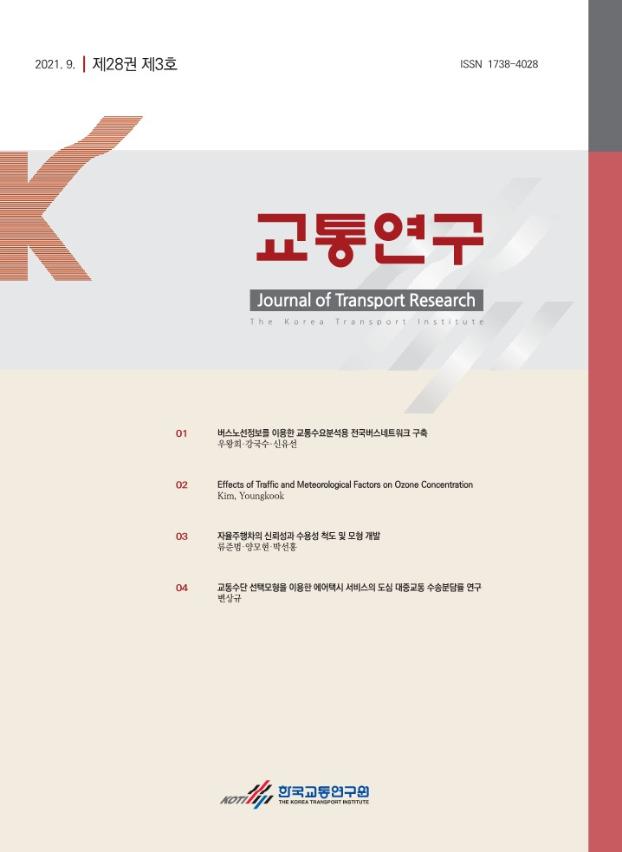 2021. 9. 제28권 제3호
ISSN 1738-4028
교통연구
Journal of Transport Research
The Korea Transport Institute
01 버스노선정보를 이용한 교통수요분석용 전국버스네트워크 구축
우왕희·강국수·신유선
02 Effects of Traffic and Meteorological Factors on Ozone Concentration
Kim, Youngkook
03 자율주행차의 신뢰성과 수용성 척도 및 모형 개발
류준범·양모현·박선홍
04 교통수단 선택모형을 이용한 에어택시 서비스의 도심 대중교통 수송분담률 연구
변상규
KOTI 한국교통연구원
THE KOREA TRANSPORT INSTITUTE